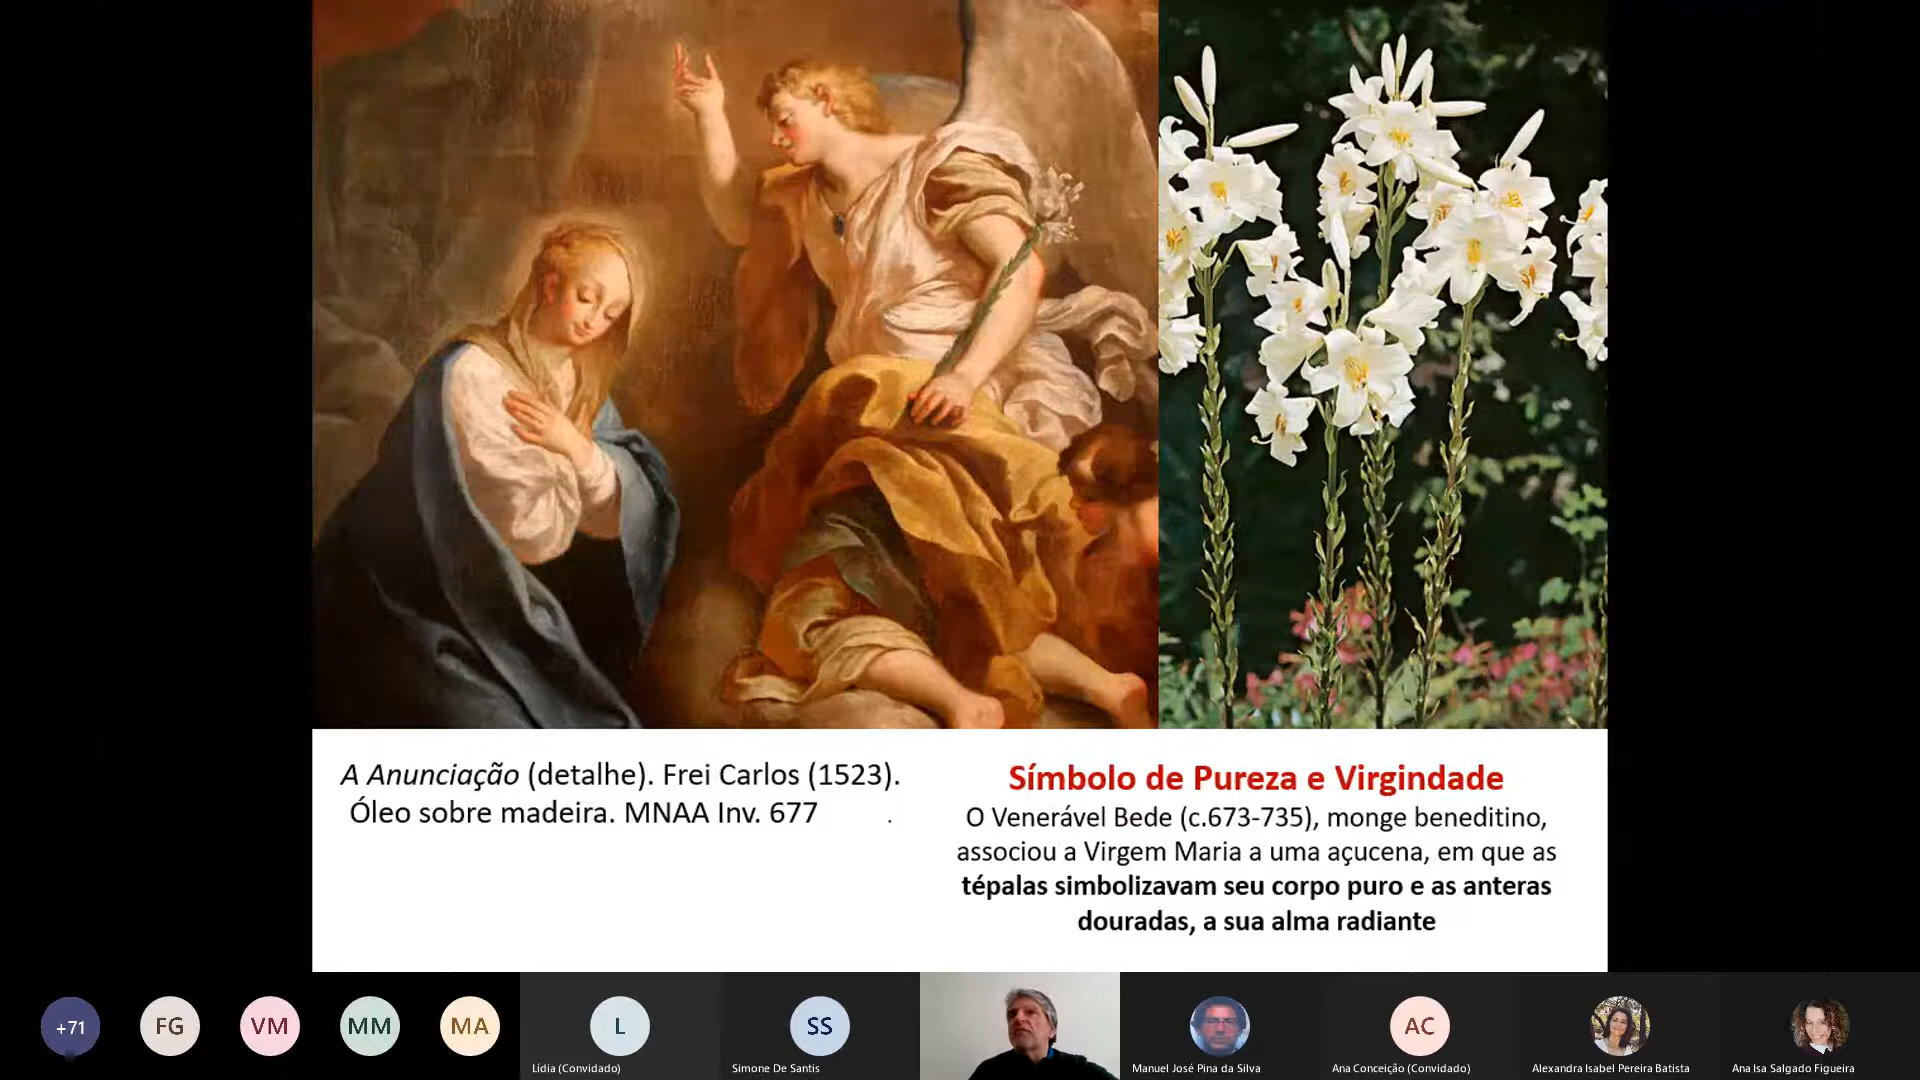 A Anunciação (detalhe). Frei Carlos (1523).
Óleo sobre madeira. MNAA Inv. 677 .
Símbolo de Pureza e Virgindade
O Venerável Bede (c.673-735), monge beneditino,
associou a Virgem Maria a uma açucena, em que as
tépalas simbolizavam seu corpo puro e as anteras
douradas, a sua alma radiante
+71
FG
VM
MM
MA
L
SS
AC
Lídia (Convidado)
Simone De Santis
Manuel José Pina da Silva
Ana Conceição (Convidado)
Alexandra Isabel Pereira Batista
Ana Isa Salgado Figueira